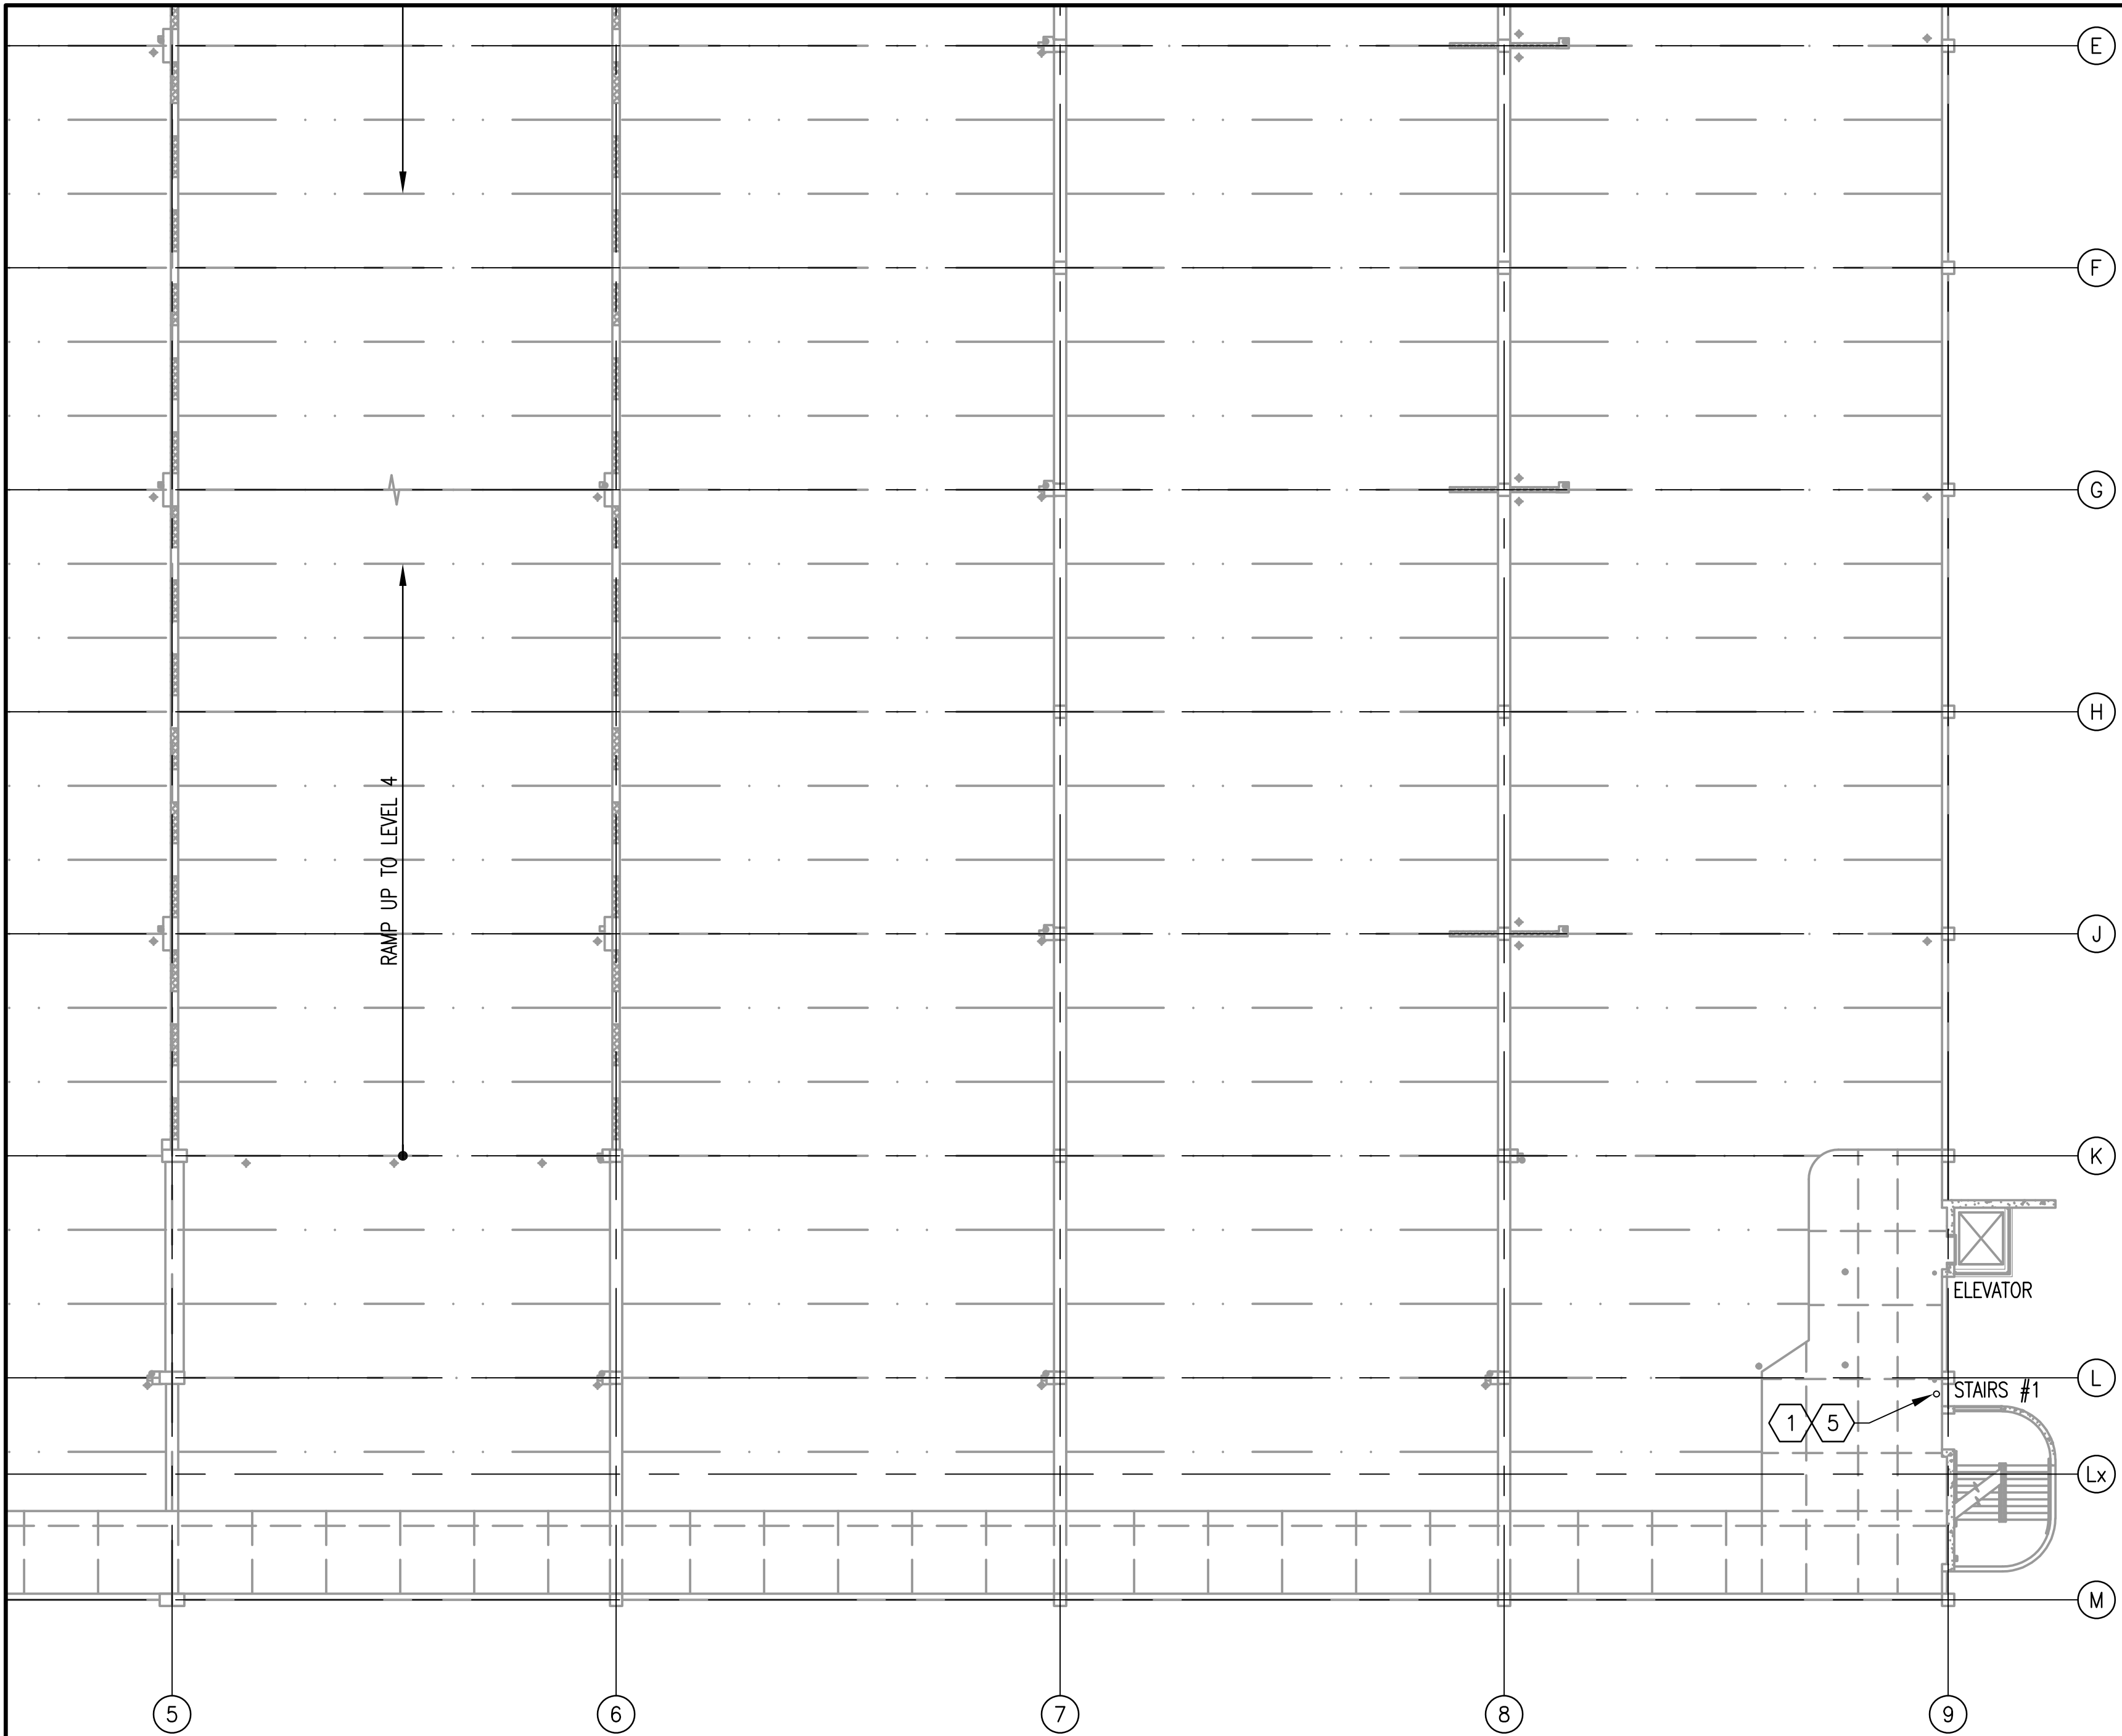 E
F
G
H
RAMP UP TO LEVEL 4
J
K
ELEVATOR
L
STAIRS #1
1 5
Lx
M
5 6 7 8 9